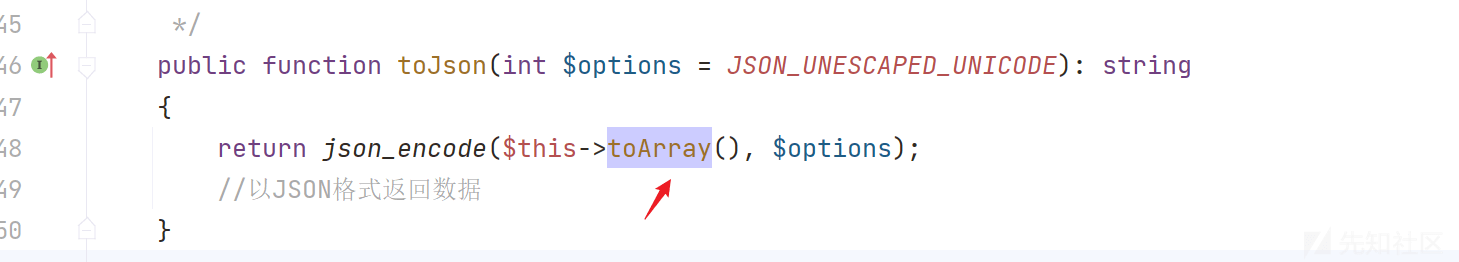 45 */
46 public function toJson(int $options = JSON_UNESCAPED_UNICODE): string
47 {
48 return json_encode($this->toArray(), $options);
49 //以JSON格式返回数据
50 }
先知社区